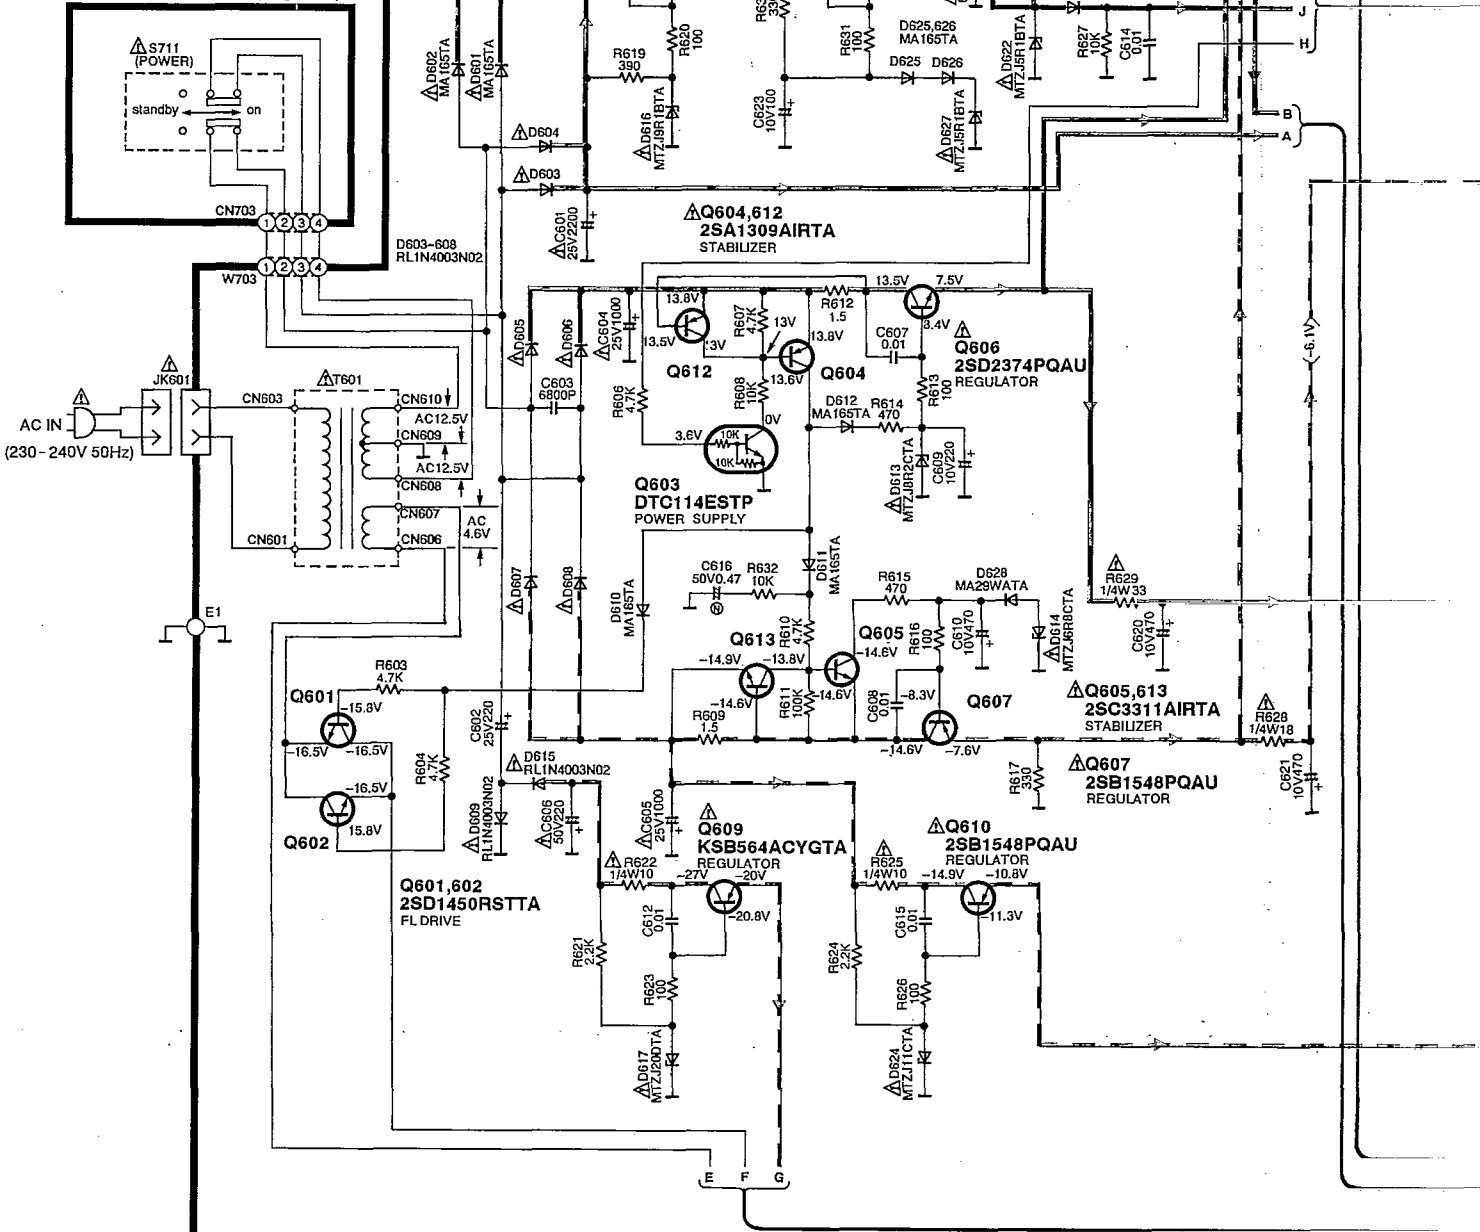 S711
(POWER)
standby
on
CN703
1 2 3 4
1 2 3 4
W703
D603-608
RL1N4003N02
D602
MA165TA
D601
MA165TA
D604
D603
R619
390
R620
100
D616
MTZJ9R1BTA
C601
25V2200
R631
100
D625,626
MA165TA
D625
D626
C623
10V100
D627
MTZJ5R1BTA
D622
MTZJ5R1BTA
R627
10K
C614
0.01
J
H
B
A
Q604,612
2SA1309AIRTA
STABILIZER
13.5V
7.5V
R612
1.5
13.8V
D605
D606
C604
25V1000
R607
4.7K
13V
13.8V
C607
0.01
8.4V
Q606
2SD2374PQAU
REGULATOR
13.5V
13V
Q612
13.6V
Q604
C603
6800P
R606
4.7K
R608
10K
D612
MA165TA
R614
470
R613
100
0V
3.6V
10K
10K
D613
MTZJ8R2CTA
C609
10V220
Q603
DTC114ESTP
POWER SUPPLY
JK601
AC IN
(230-240V 50Hz)
CN603
T601
CN610
AC12.5V
CN609
AC12.5V
CN608
CN607
AC
4.6V
CN601
CN606
E1
D607
D608
D610
MA165TA
C616
50V0.47
N
R632
10K
D611
MA165TA
R615
470
D628
MA29WATA
R610
4.7K
Q605
-14.6V
R616
100
C610
10V470
D614
MTZJ6R8CTA
R629
1/4W33
C620
10V470
-6.1V
Q613
-14.9V
-13.8V
-14.6V
-14.6V
R611
100K
C608
0.01
-8.3V
Q607
R609
1.5
-14.6V
-7.6V
Q605,613
2SC3311AIRTA
STABILIZER
R628
1/4W18
C621
10V470
R617
330
Q607
2SB1548PQAU
REGULATOR
R603
4.7K
Q601
-15.8V
-16.5V
-16.5V
R604
4.7K
C602
25V220
-16.5V
15.8V
Q602
D615
RL1N4003N02
D609
RL1N4003N02
C606
50V220
C605
25V1000
Q601,602
2SD1450RSTTA
FL DRIVE
Q609
KSB564ACYGTA
REGULATOR
R622
1/4W10
-27V
-20V
-20.8V
C612
0.01
R621
2.2K
R623
100
D617
MTZJ20DTA
Q610
2SB1548PQAU
REGULATOR
R625
1/4W10
-14.9V
-10.8V
-11.3V
C615
0.01
R624
2.2K
R626
100
D624
MTZJ11CTA
E F G